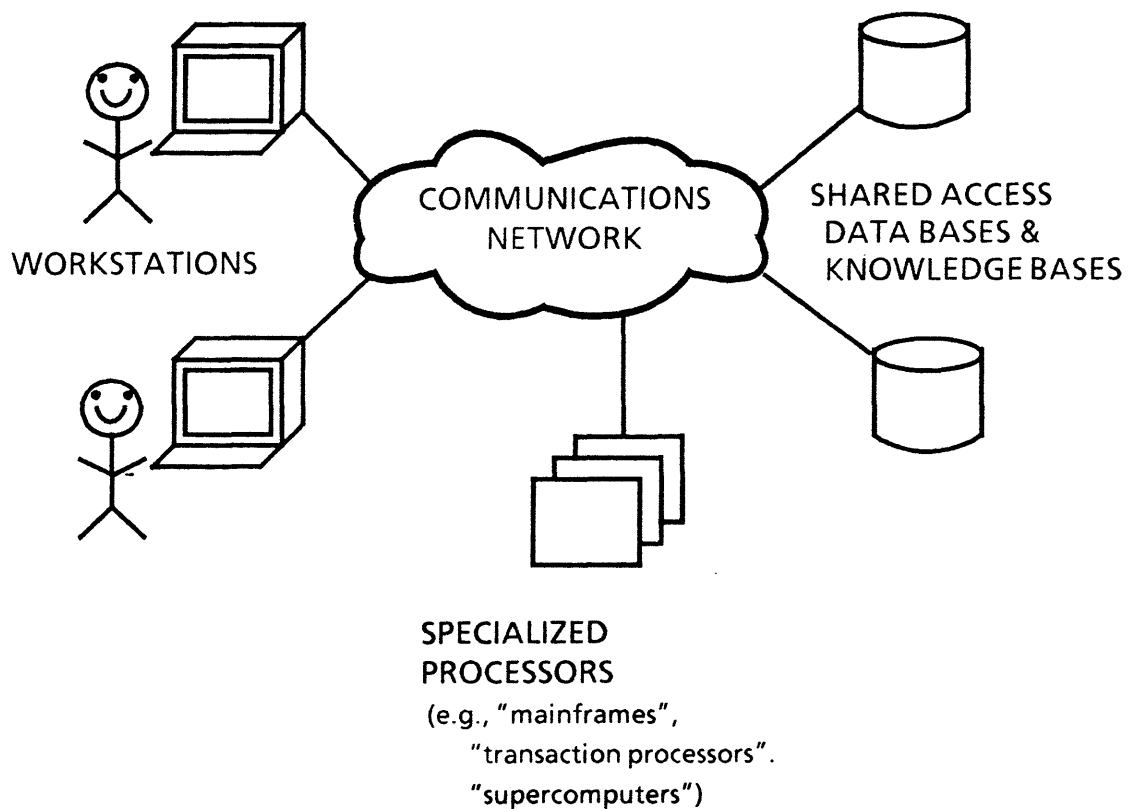 COMMUNICATIONS
NETWORK
SHARED ACCESS
DATA BASES &
KNOWLEDGE BASES
WORKSTATIONS
SPECIALIZED
PROCESSORS
(e.g., "mainframes",
"transaction processors".
"supercomputers")